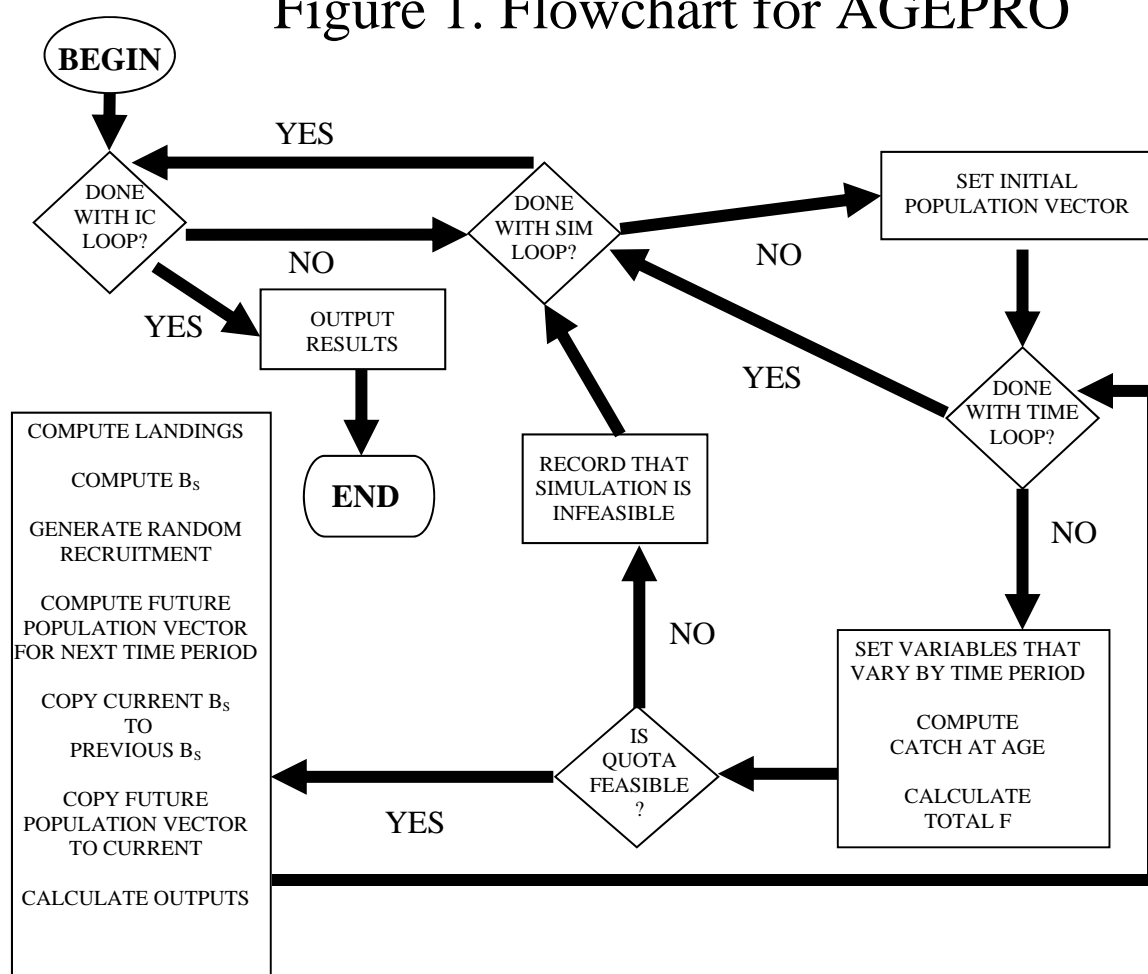 Figure 1. Flowchart for AGEPRO
BEGIN
YES
DONE
WITH IC
LOOP?
NO
YES
OUTPUT
RESULTS
END
DONE
WITH SIM
LOOP?
NO
SET INITIAL
POPULATION VECTOR
YES
DONE
WITH TIME
LOOP?
NO
SET VARIABLES THAT
VARY BY TIME PERIOD
COMPUTE
CATCH AT AGE
CALCULATE
TOTAL F
IS
QUOTA
FEASIBLE
?
NO
RECORD THAT
SIMULATION IS
INFEASIBLE
YES
COMPUTE LANDINGS
COMPUTE BS
GENERATE RANDOM
RECRUITMENT
COMPUTE FUTURE
POPULATION VECTOR
FOR NEXT TIME PERIOD
COPY CURRENT BS
TO
PREVIOUS BS
COPY FUTURE
POPULATION VECTOR
TO CURRENT
CALCULATE OUTPUTS